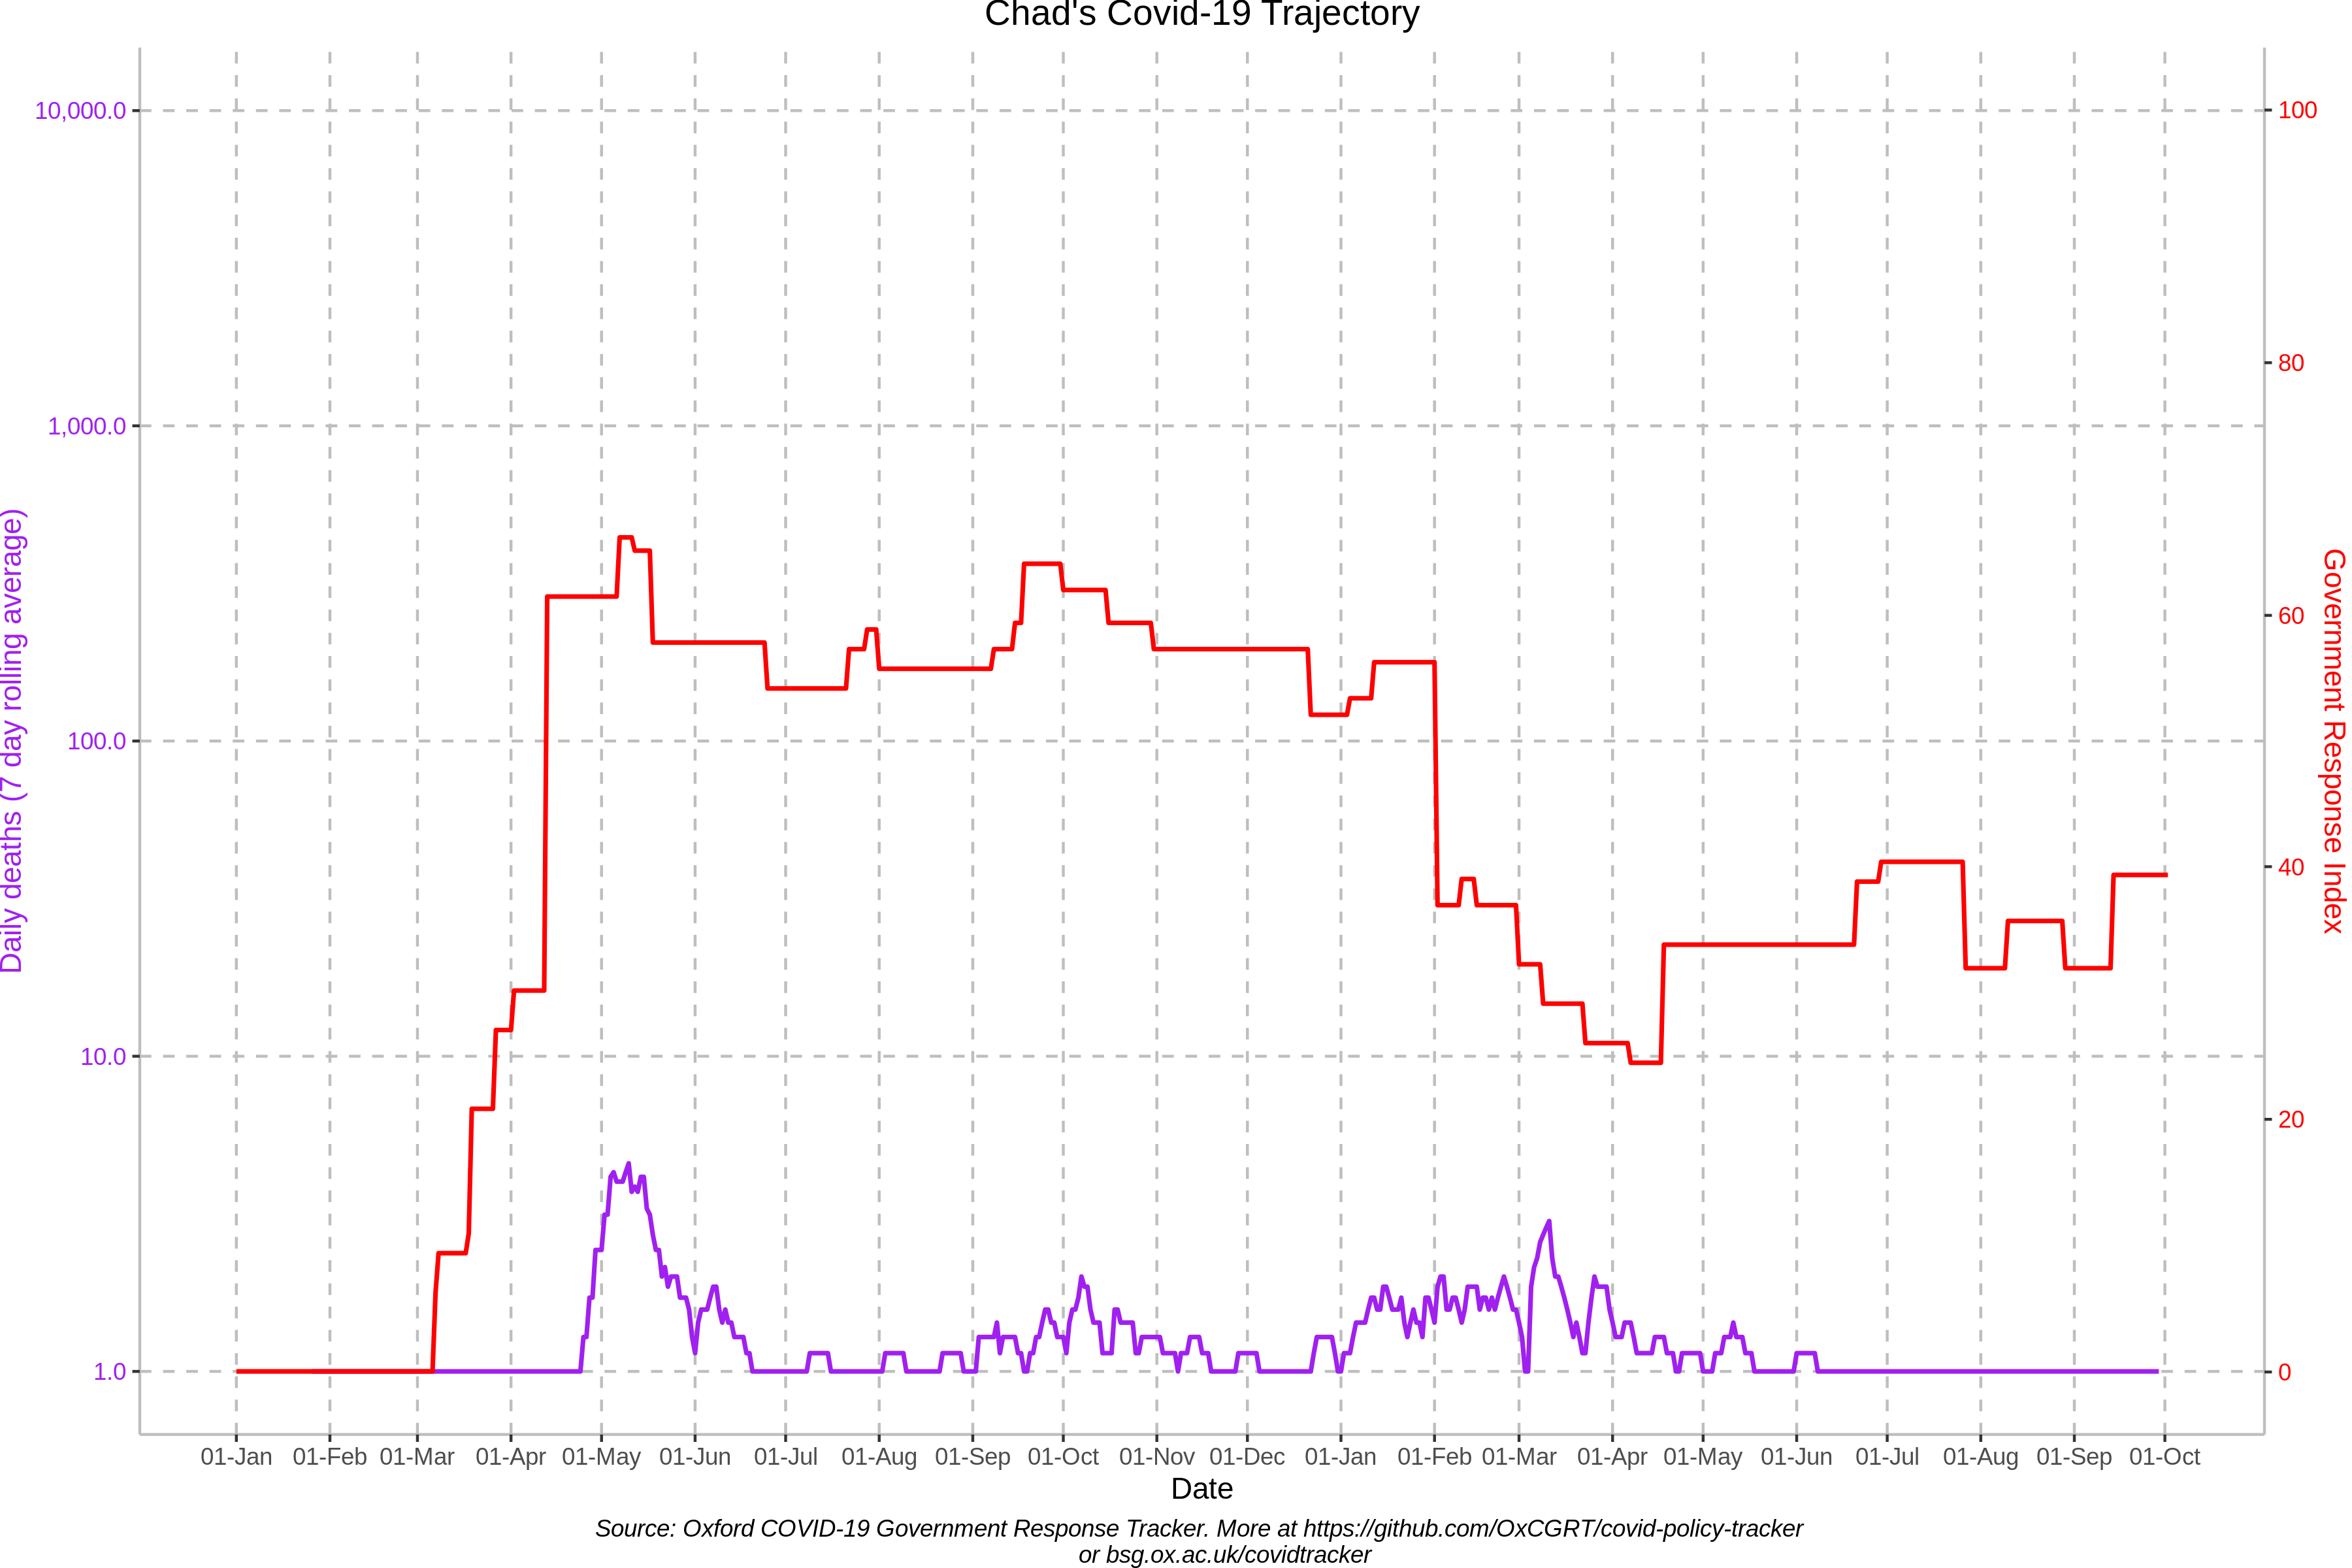 Chad's Covid-19 Trajectory
10,000.0
1,000.0
100.0
10.0
1.0
Daily deaths (7 day rolling average)
100
80
60
40
20
0
Government Response Index
01-Jan 01-Feb 01-Mar 01-Apr 01-May 01-Jun 01-Jul 01-Aug 01-Sep 01-Oct 01-Nov 01-Dec 01-Jan 01-Feb 01-Mar 01-Apr 01-May 01-Jun 01-Jul 01-Aug 01-Sep 01-Oct
Date
Source: Oxford COVID-19 Government Response Tracker. More at https://github.com/OxCGRT/covid-policy-tracker
or bsg.ox.ac.uk/covidtracker